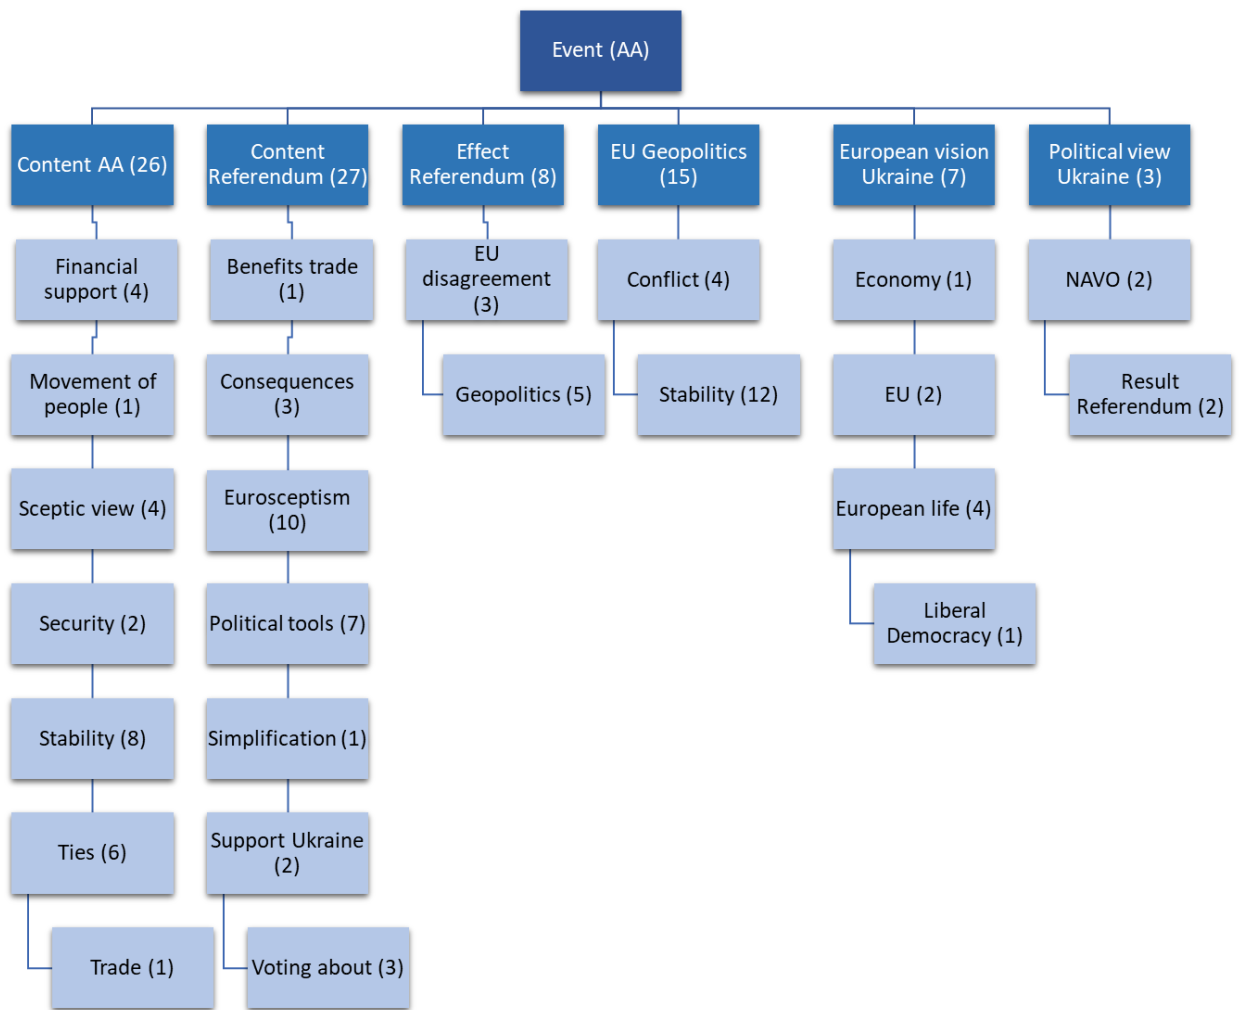 Event (AA)
Content AA (26)
Content
Referendum (27)
Effect
Referendum (8)
EU Geopolitics
(15)
European vision
Ukraine (7)
Political view
Ukraine (3)
Financial
support (4)
Benefits trade
(1)
EU
disagreement
(3)
Conflict (4)
Economy (1)
NAVO (2)
Movement of
people (1)
Consequences
(3)
Geopolitics (5)
Stability (12)
EU (2)
Result
Referendum (2)
Sceptic view (4)
Eurosceptism
(10)
European life (4)
Security (2)
Political tools (7)
Liberal
Democracy (1)
Stability (8)
Simplification (1)
Ties (6)
Support Ukraine
(2)
Trade (1)
Voting about (3)